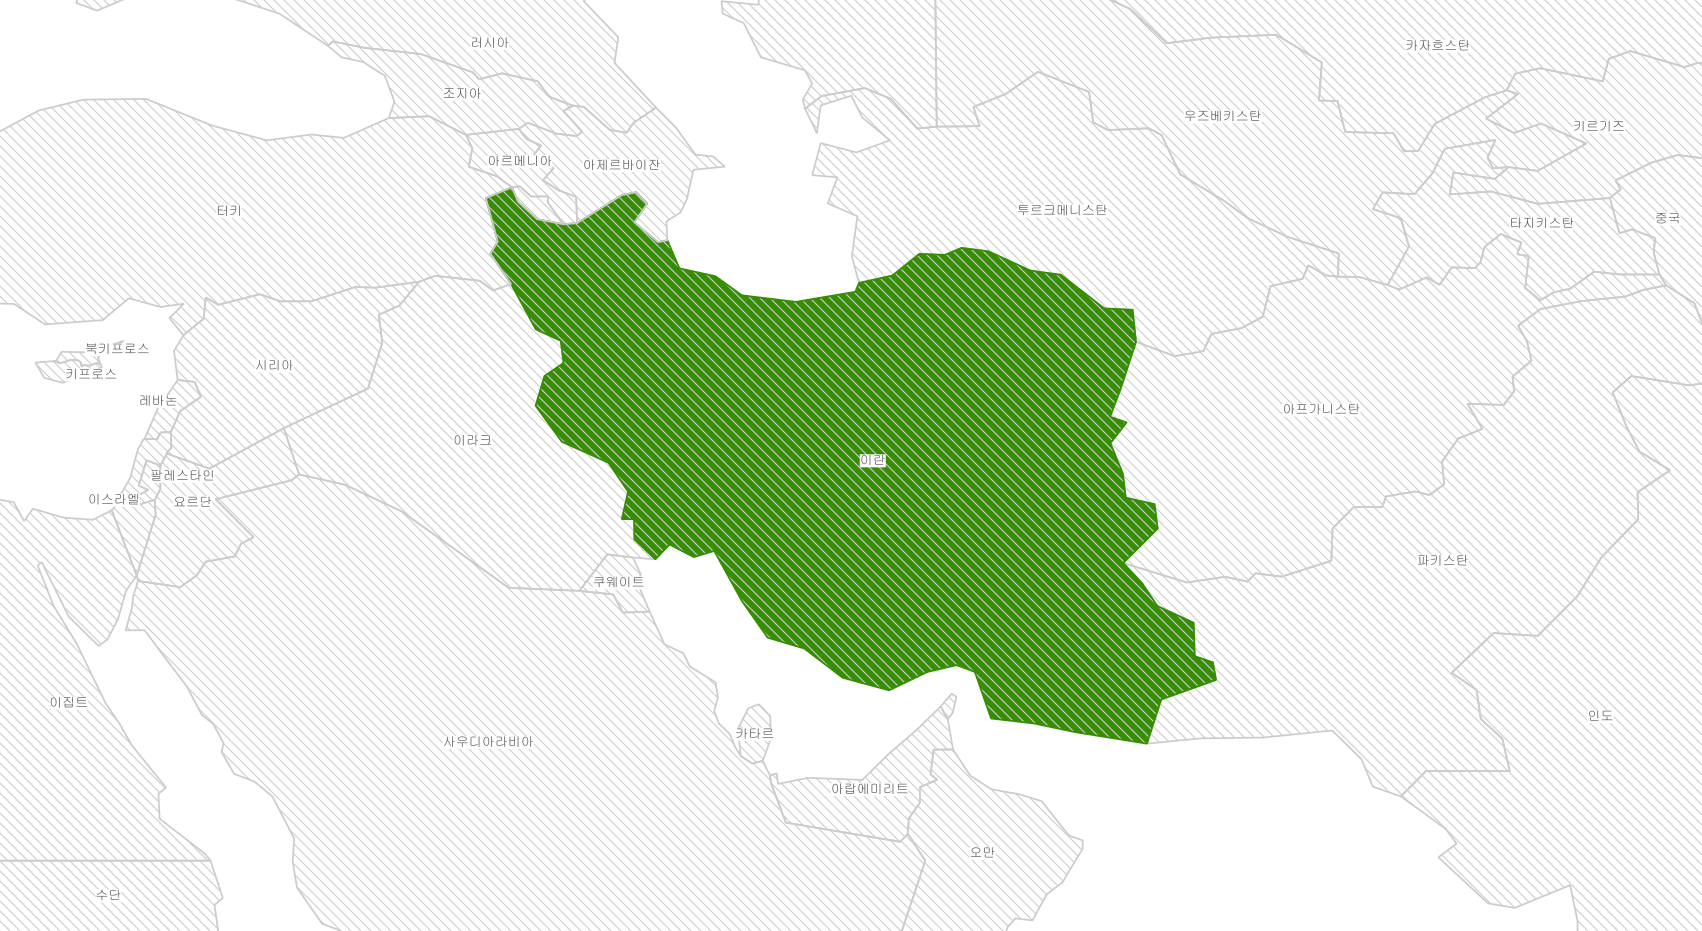 러시아
카자흐스탄
조지아
우즈베키스탄
키르기즈
아르메니아
아제르바이잔
터키
투르크메니스탄
타지키스탄
중국
북키프로스
키프로스
시리아
레바논
아프가니스탄
이라크
이란
팔레스타인
이스라엘
요르단
파키스탄
쿠웨이트
이집트
사우디아라비아
카타르
인도
아랍에미리트
오만
수단